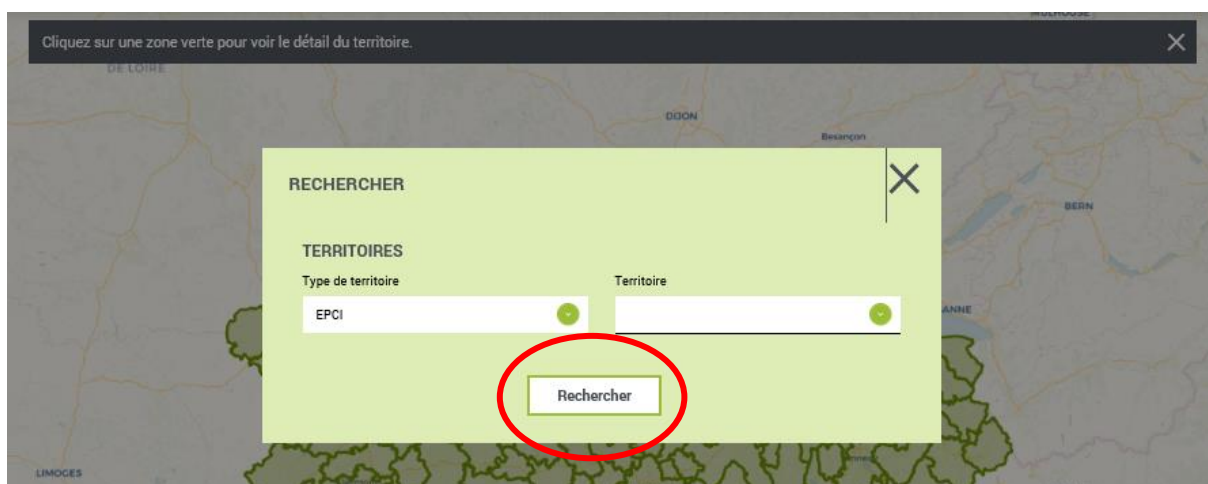 Cliquez sur une zone verte pour voir le détail du territoire.
DE LOIRE
DIJON
Besançon
RECHERCHER
BERN
TERRITOIRES
Type de territoire Territoire
EPCI
ANNE
Rechercher
LIMOGES